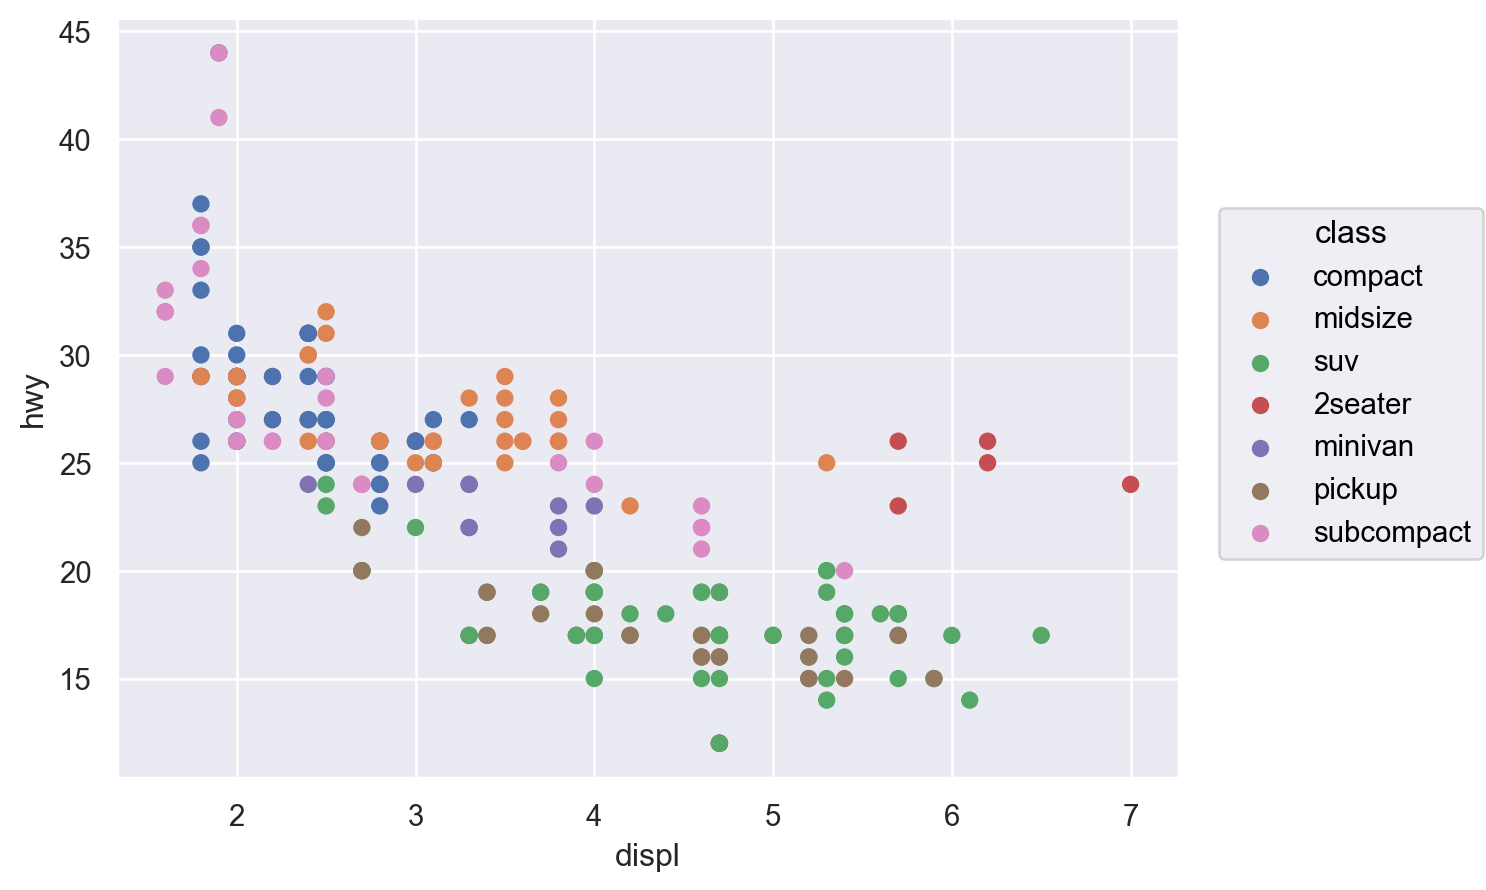 45
40
35
30
25
20
15
hwy
2 3 4 5 6 7
displ
class
compact
midsize
suv
2seater
minivan
pickup
subcompact